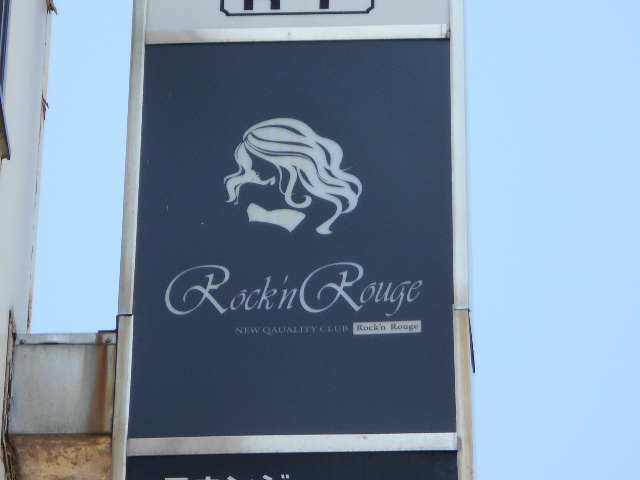 Rock'n Rouge
NEW QAUALITY CLUB Rock'n Rouge